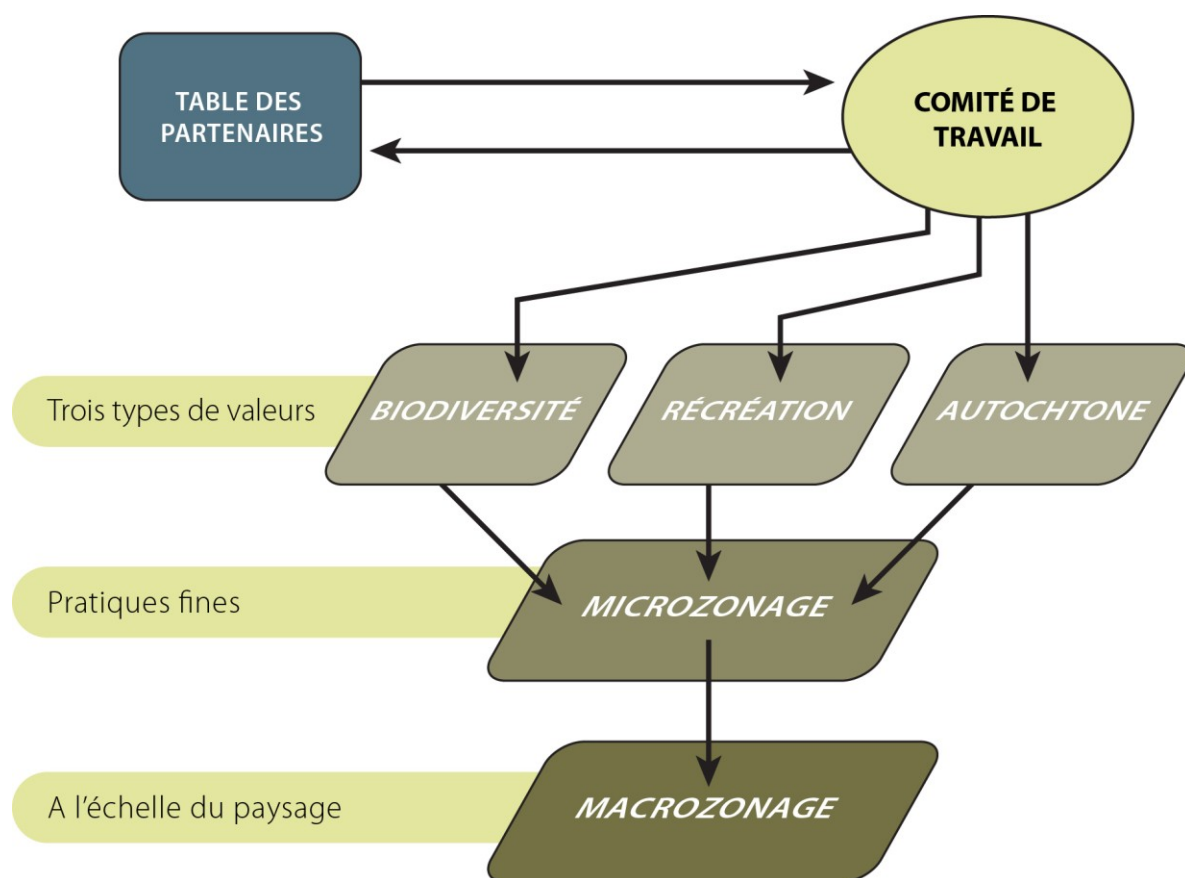 TABLE DES
PARTENAIRES
COMITÉ DE
TRAVAIL
Trois types de valeurs
BIODIVERSITÉ
RÉCRÉATION
AUTOCHTONE
Pratiques fines
MICROZONAGE
A l'échelle du paysage
MACROZONAGE